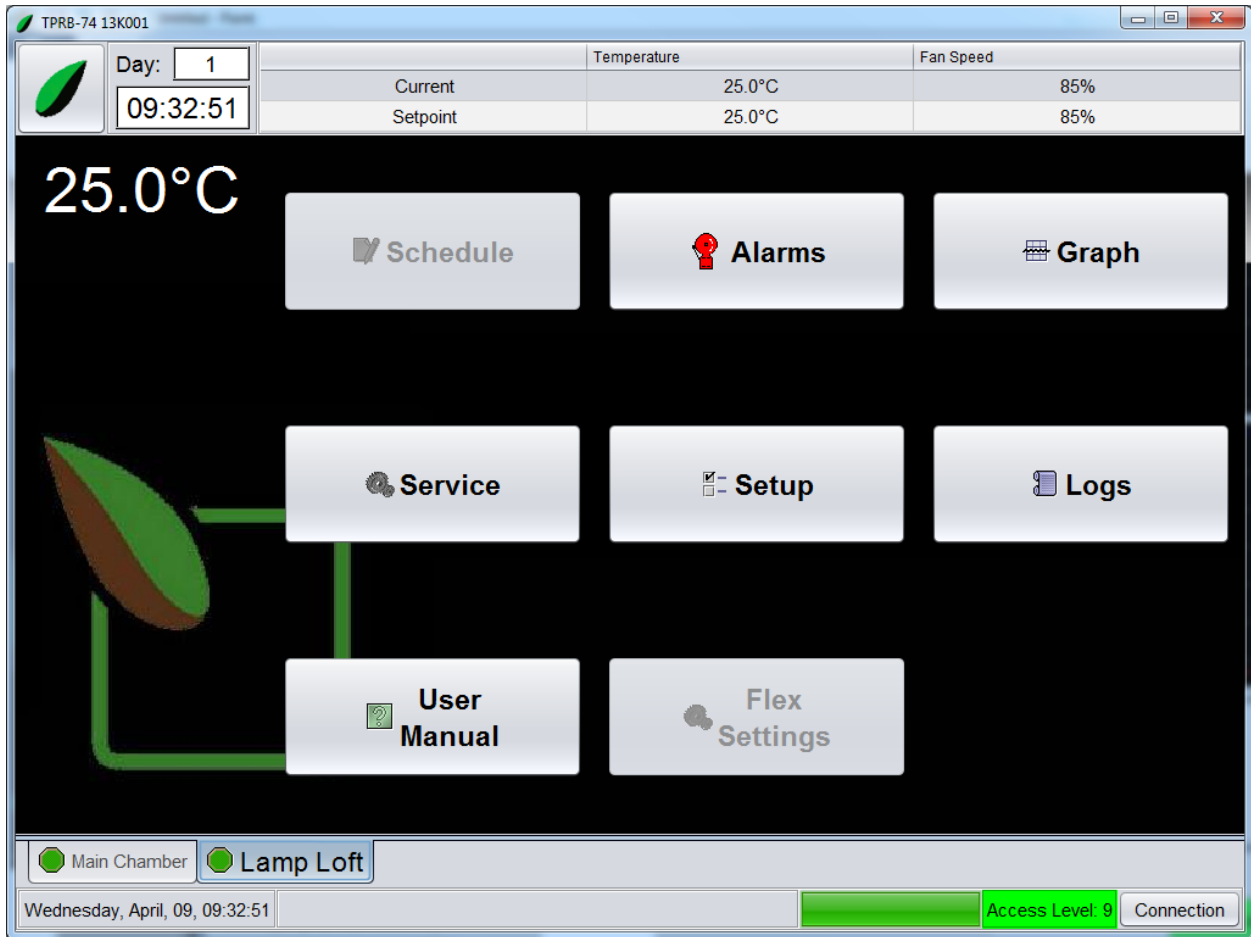 TPRB-74 13K001
Day: 1
09:32:51
Temperature Fan Speed
Current 25.0°C 85%
Setpoint 25.0°C 85%
25.0°C
Schedule Alarms Graph
Service Setup Logs
User
Manual
Flex
Settings
Main Chamber Lamp Loft
Wednesday, April, 09, 09:32:51 Access Level: 9 Connection